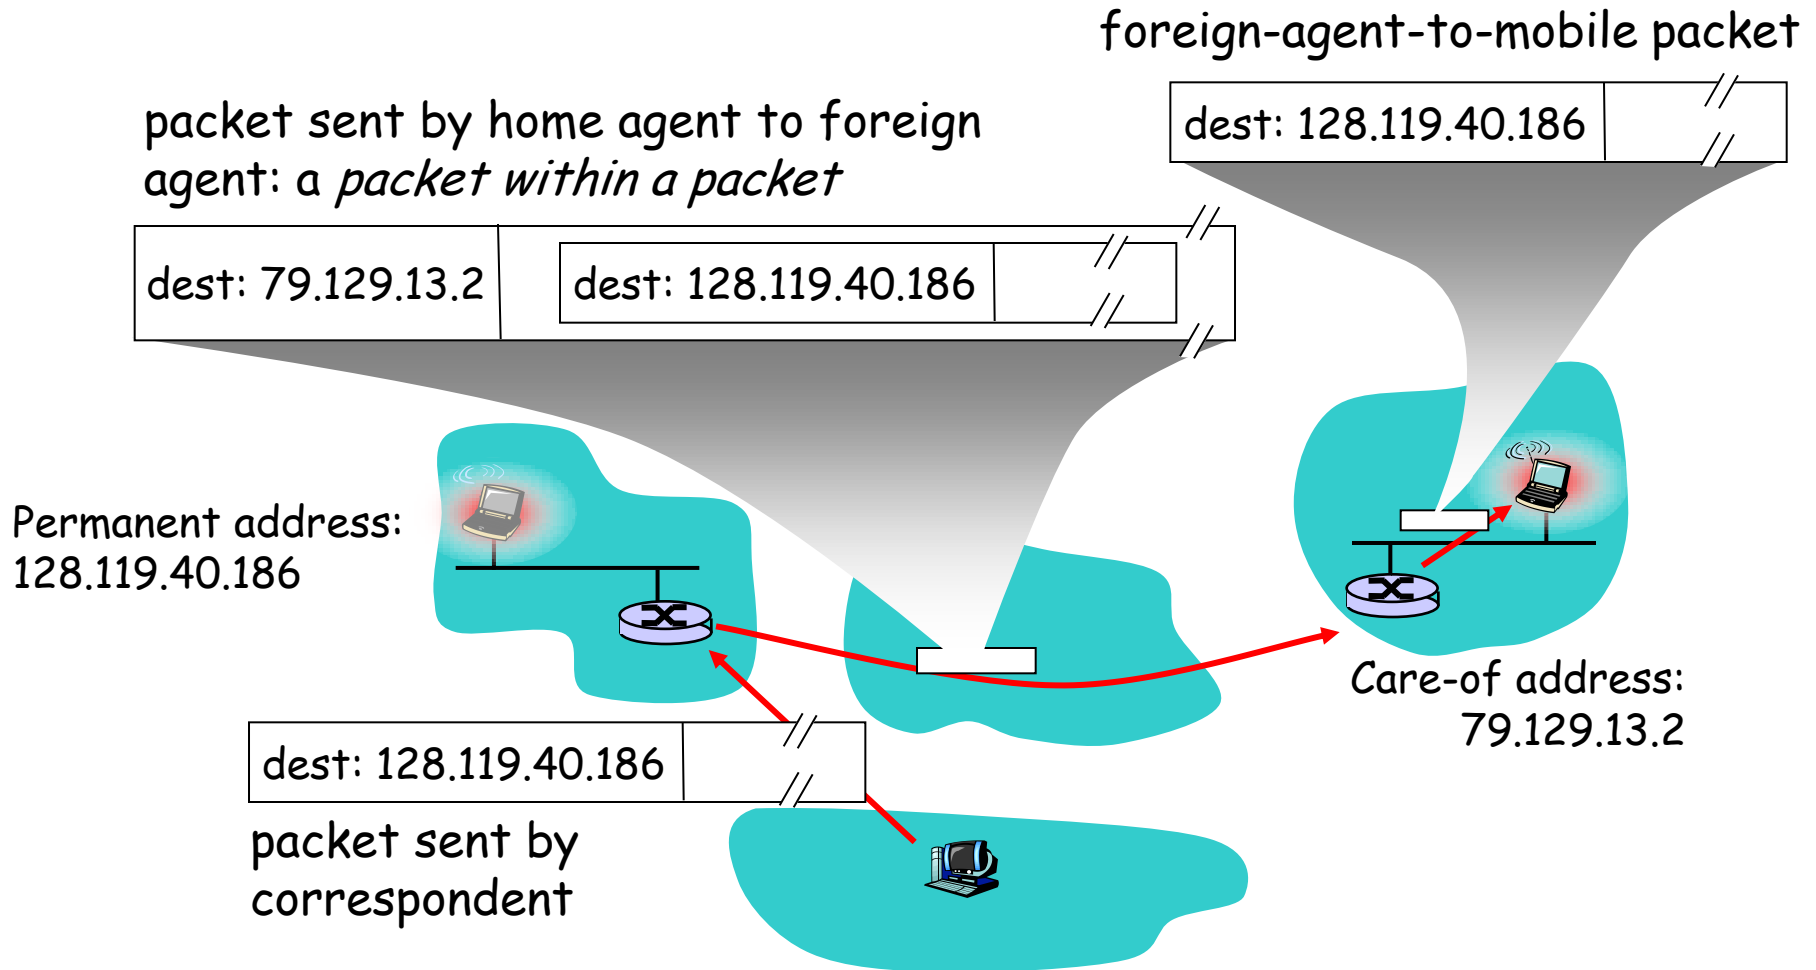 foreign-agent-to-mobile packet
dest: 128.119.40.186
packet sent by home agent to foreign
agent: a packet within a packet
dest: 79.129.13.2
dest: 128.119.40.186
Permanent address:
128.119.40.186
Care-of address:
79.129.13.2
dest: 128.119.40.186
packet sent by
correspondent